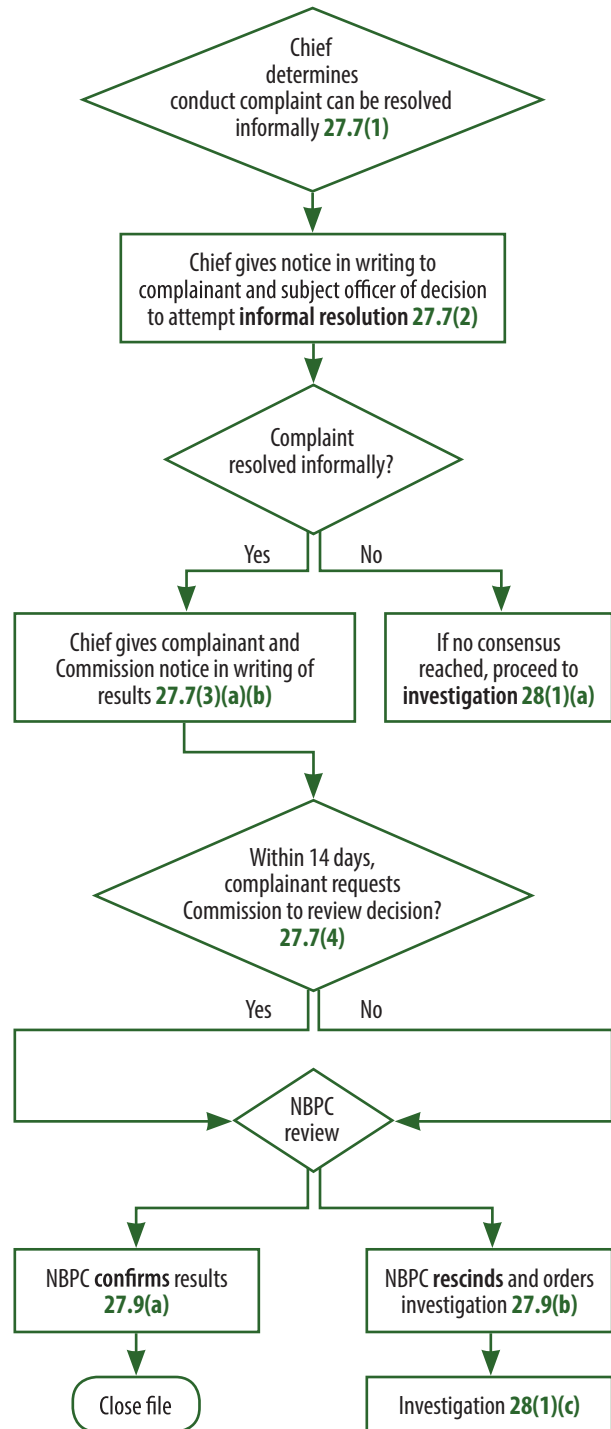 Chief
determines
conduct complaint can be resolved
informally 27.7(1)
Chief gives notice in writing to
complainant and subject officer of decision
to attempt informal resolution 27.7(2)
Complaint
resolved informally?
Yes
No
Chief gives complainant and
Commission notice in writing of
results 27.7(3)(a)(b)
If no consensus
reached, proceed to
investigation 28(1)(a)
Within 14 days,
complainant requests
Commission to review decision?
27.7(4)
Yes
No
NBPC
review
NBPC confirms results
27.9(a)
NBPC rescinds and orders
investigation 27.9(b)
Close file
Investigation 28(1)(c)